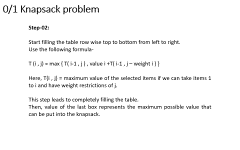 0/1 Knapsack problem
Step-02:
Start filling the table row wise top to bottom from left to right.
Use the following formula-
T (i , j) = max { T ( i-1 , j ) , value i +T( i-1 , j – weight i ) }
Here, T(i , j) = maximum value of the selected items if we can take items 1
to i and have weight restrictions of j.
This step leads to completely filling the table.
Then, value of the last box represents the maximum possible value that
can be put into the knapsack.